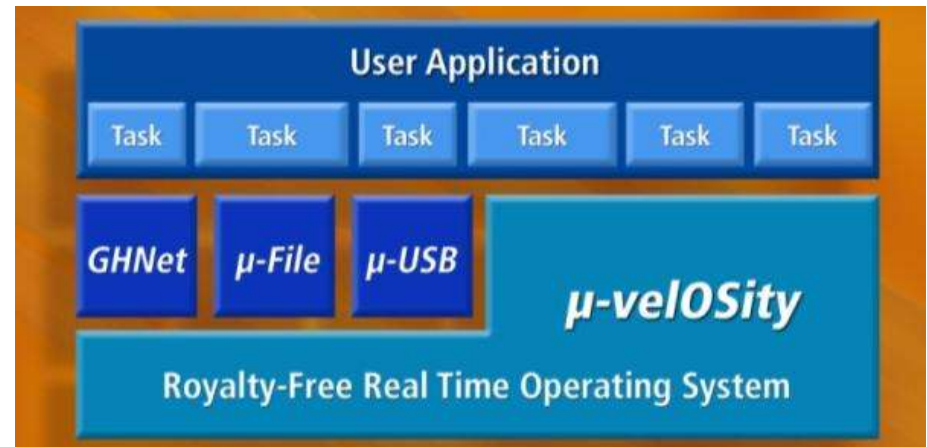 User Application
Task Task Task Task Task Task
GHNet μ-File μ-USB
μ-velOSity
Royalty-Free Real Time Operating System